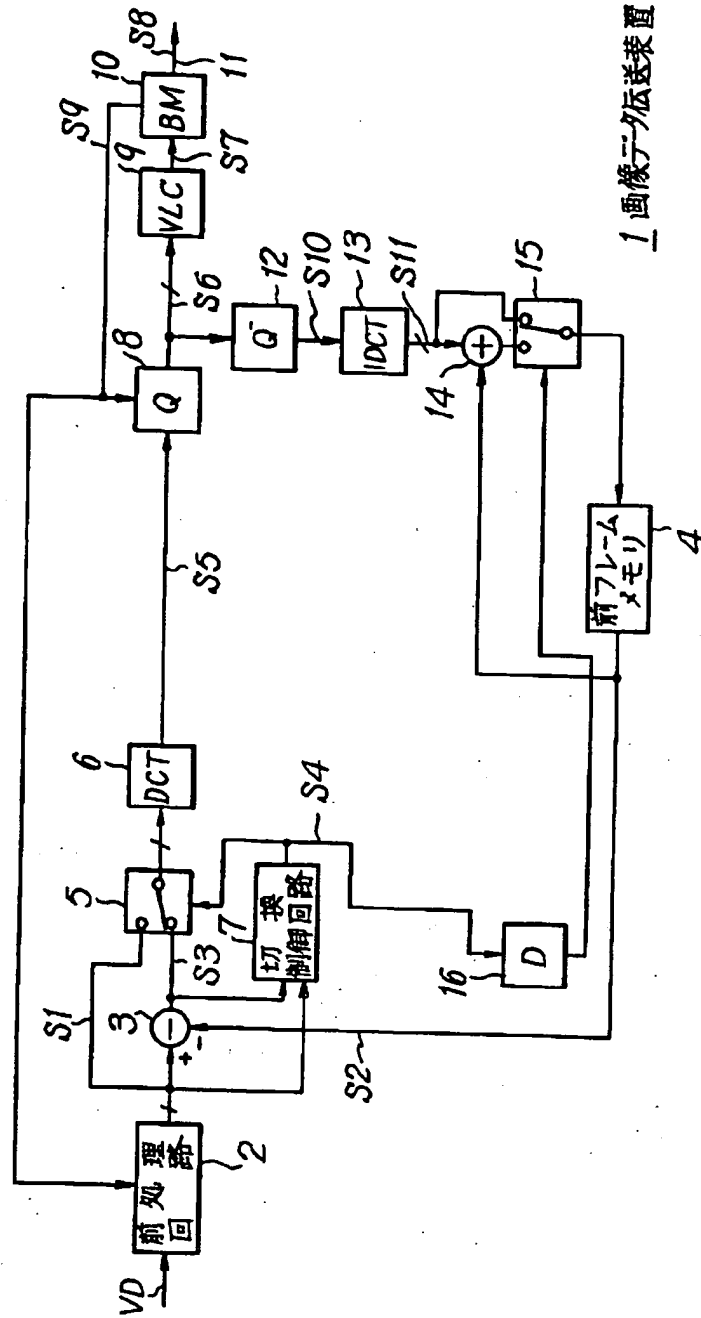 VD
前処理
回路
2
S1
3
+
-
−
S2
S3
5
切換
制御回路
7
S4
6
DCT
16
D
S5
8
Q
S6
9
VLC
S7
10
BM
S8
11
S9
12
Q⁻
S10
13
IDCT
S11
14
+
15
前フレーム
メモリ
4
1 画像データ伝送装置